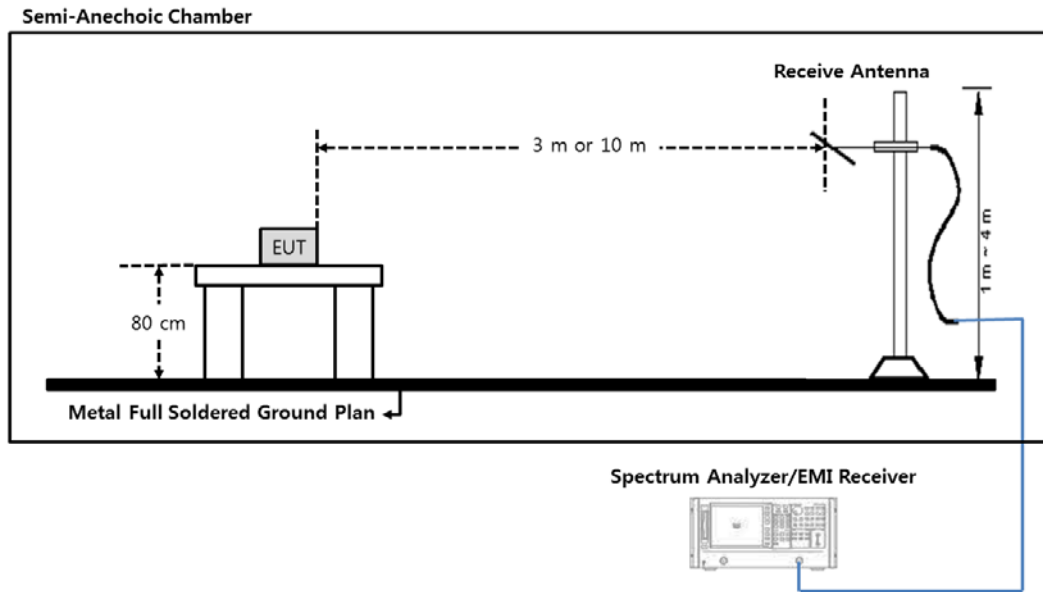 Semi-Anechoic Chamber
Receive Antenna
3 m or 10 m
EUT
1 m ~ 4 m
80 cm
Metal Full Soldered Ground Plan
Spectrum Analyzer/EMI Receiver